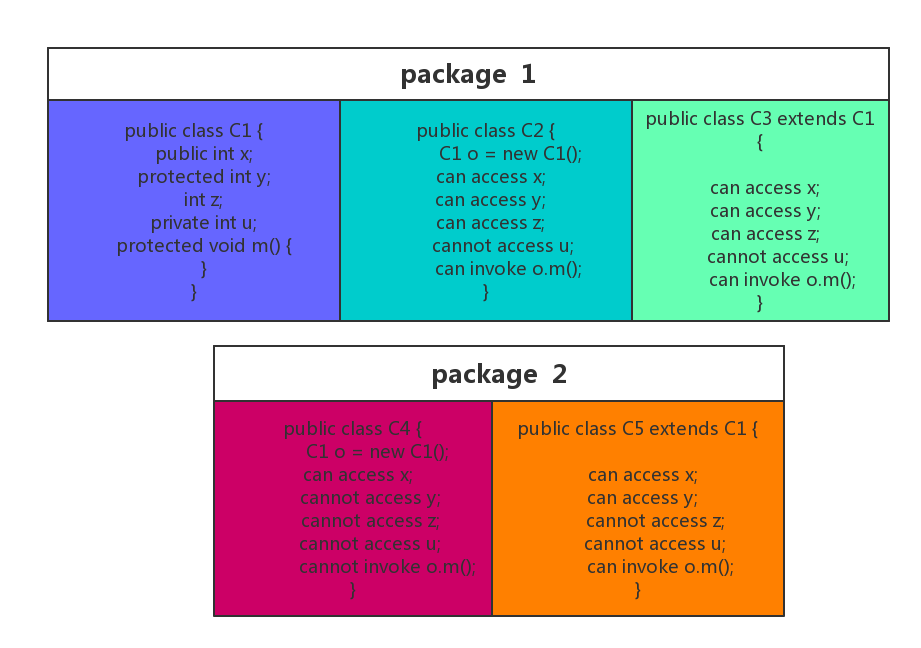 package 1
public class C1 {
public int x;
protected int y;
int z;
private int u;
protected void m() {
}
}
public class C2 {
C1 o = new C1();
can access x;
can access y;
can access z;
cannot access u;
can invoke o.m();
}
public class C3 extends C1
{
can access x;
can access y;
can access z;
cannot access u;
can invoke o.m();
}
package 2
public class C4 {
C1 o = new C1();
can access x;
cannot access y;
cannot access z;
cannot access u;
cannot invoke o.m();
}
public class C5 extends C1 {
can access x;
can access y;
cannot access z;
cannot access u;
can invoke o.m();
}